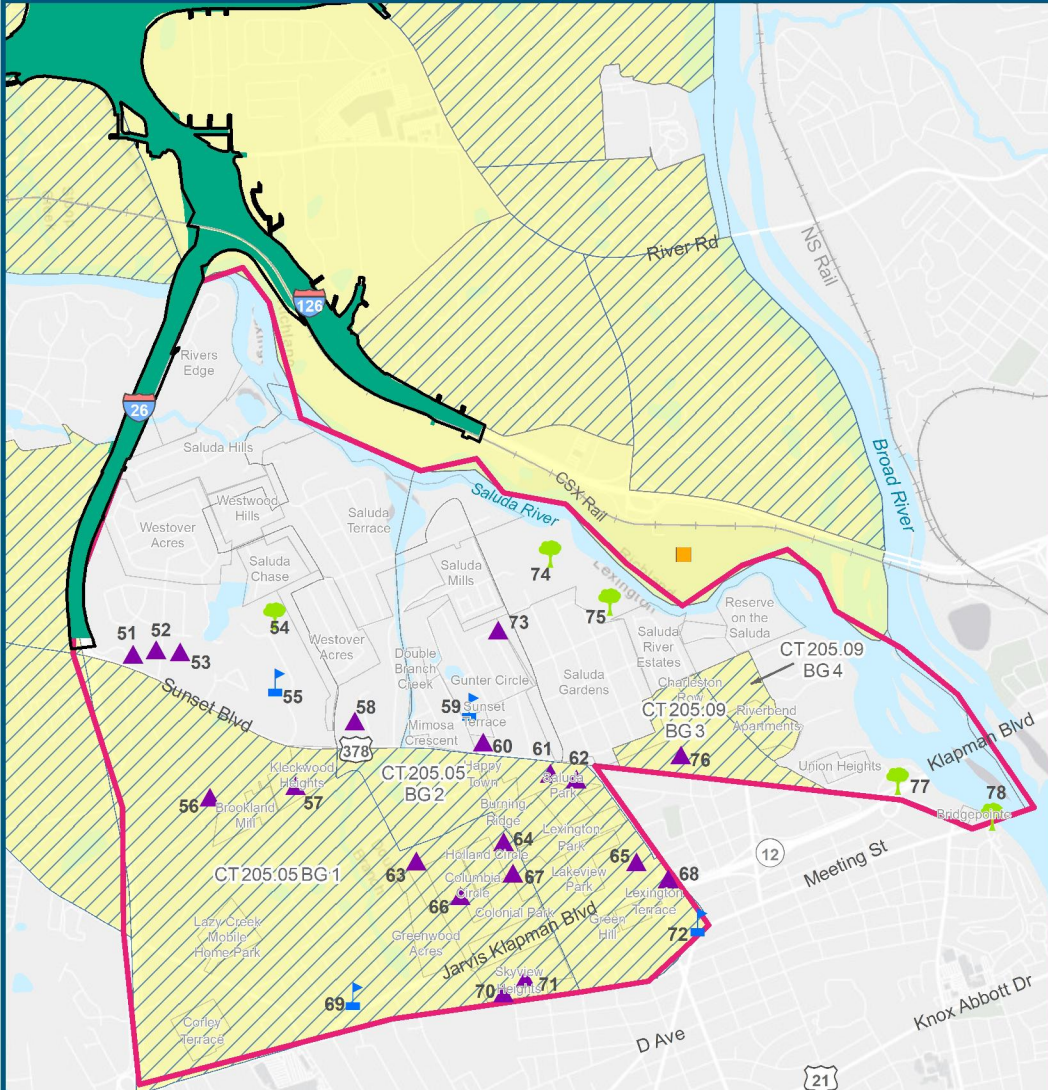 River Rd
NS Rail
126
Rivers
Edge
26
Saluda Hills
Broad River
CSX Rail
Saluda River
Westwood
Hills
Westover
Acres
Saluda
Terrace
Saluda
Chase
Saluda
Mills
74
Lexington
75
Reserve
on the
Saluda
54
51
52
53
73
Westover
Acres
Double
Branch
Creek
Saluda
River
Estates
CT 205.09
BG 4
Sunset Blvd
55
Gunter Circle
Saluda
Gardens
Charleston
Row
58
59
Sunset
Terrace
Mimosa
Crescent
CT 205.09
BG 3
Riverbend
Apartments
Klapman Blvd
378
60
61
62
76
Union Heights
77
Kleckwood
Heights
CT 205.05
BG 2
Happy
Town
Saluda
Park
78
56
57
Brookland
Mill
Burning
Ridge
Bridgepointe
Lexington
Park
64
12
Meeting St
CT 205.05 BG 1
63
Holland Circle
Lakeview
Park
65
67
68
Columbia
Circle
66
Lexington
Terrace
Colonial Park
Green
Hill
72
Lazy Creek
Mobile
Home Park
Greenwood
Acres
Jarvis Klapman Blvd
Skyview
Heights
71
70
69
Knox Abbott Dr
Corley
Terrace
D Ave
21